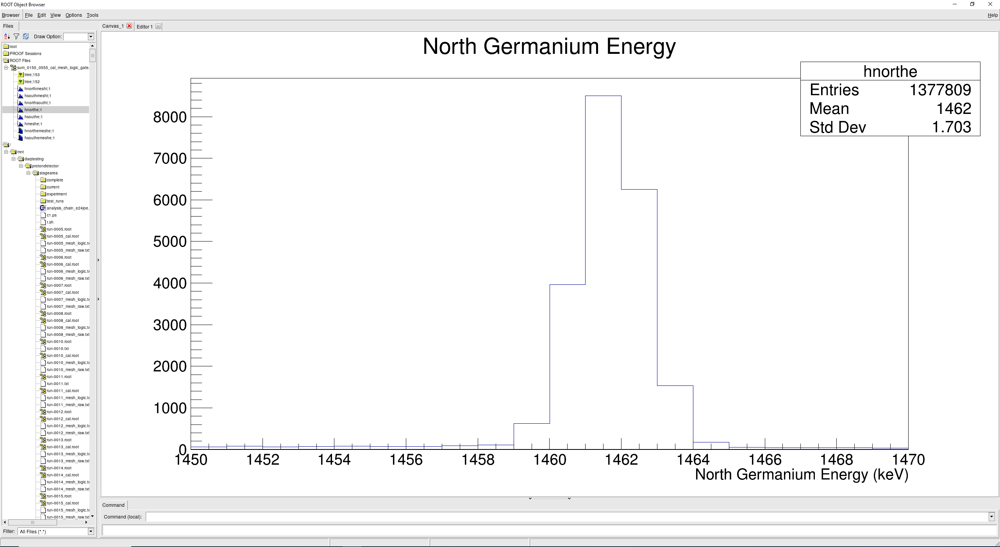 ROOT Object Browser
Browser File Edit View Options Tools Help
Files
Draw Option:
root
PROOF Sessions
ROOT Files
sum_0150_0555_cal_mesh_logic_gate.
tree;153
tree;152
hnorthmesht;1
hsouthmesht;1
hnorthsoutht;1
hnorthe;1
hsouthe;1
hmeshe;1
hnorthemeshe;1
hsouthemeshe;1
/
mnt
daqtesting
protondetector
stagearea
complete
current
experiment
test_runs
analysis_chain_e24joe.
c1.ps
r.sh
run-0005.root
run-0005_cal.root
run-0005_mesh_logic.tx
run-0005_mesh_raw.txt
run-0006.root
run-0006_cal.root
run-0006_mesh_logic.tx
run-0006_mesh_raw.txt
run-0007.root
run-0007_cal.root
run-0007_mesh_logic.tx
run-0007_mesh_raw.txt
run-0008.root
run-0008_cal.root
run-0008_mesh_logic.tx
run-0008_mesh_raw.txt
run-0010.root
run-0010.txt
run-0010_cal.root
run-0010_mesh_logic.tx
run-0010_mesh_raw.txt
run-0011.root
run-0011.txt
run-0011_cal.root
run-0011_mesh_logic.tx
run-0011_mesh_raw.txt
run-0012.root
run-0012_cal.root
run-0012_mesh_logic.tx
run-0012_mesh_raw.txt
run-0013.root
run-0013_cal.root
run-0013_mesh_logic.tx
run-0013_mesh_raw.txt
run-0014.root
run-0014_cal.root
run-0014_mesh_logic.tx
run-0014_mesh_raw.txt
run-0015.root
run-0015_cal.root
run-0015_mesh_logic.tx
run-0015_mesh_raw.txt
Filter: All Files (*.*)
Canvas_1 Editor 1
North Germanium Energy
hnorthe
Entries 1377809
Mean 1462
Std Dev 1.703
8000
7000
6000
5000
4000
3000
2000
1000
0
1450 1452 1454 1456 1458 1460 1462 1464 1466 1468 1470
North Germanium Energy (keV)
Command
Command (local):